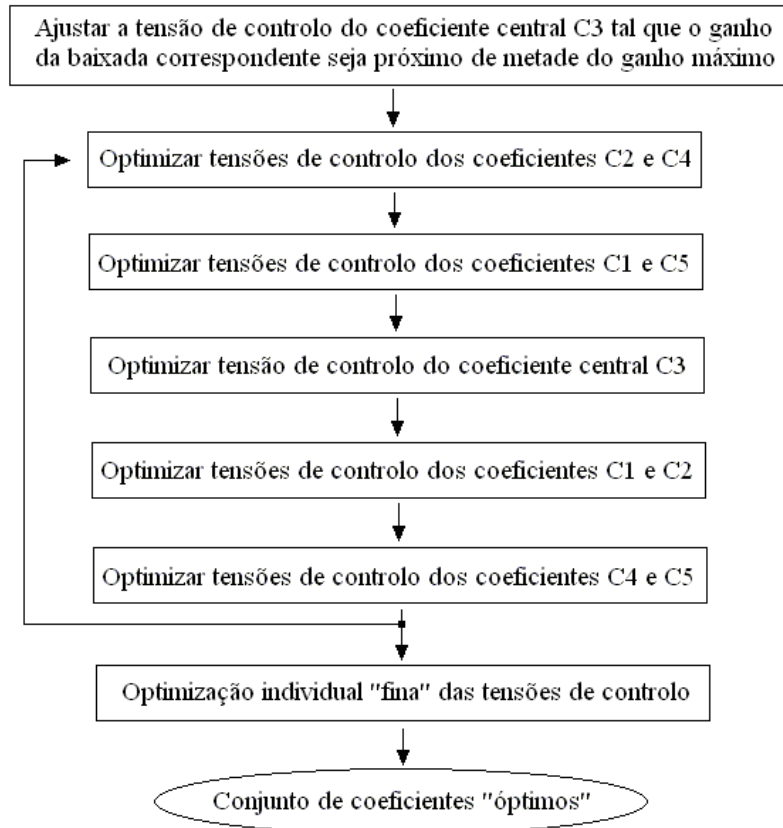 Ajustar a tensão de controlo do coeficiente central C3 tal que o ganho
da baixada correspondente seja próximo de metade do ganho máximo
Optimizar tensões de controlo dos coeficientes C2 e C4
Optimizar tensões de controlo dos coeficientes C1 e C5
Optimizar tensão de controlo do coeficiente central C3
Optimizar tensões de controlo dos coeficientes C1 e C2
Optimizar tensões de controlo dos coeficientes C4 e C5
Optimização individual "fina" das tensões de controlo
Conjunto de coeficientes "óptimos"